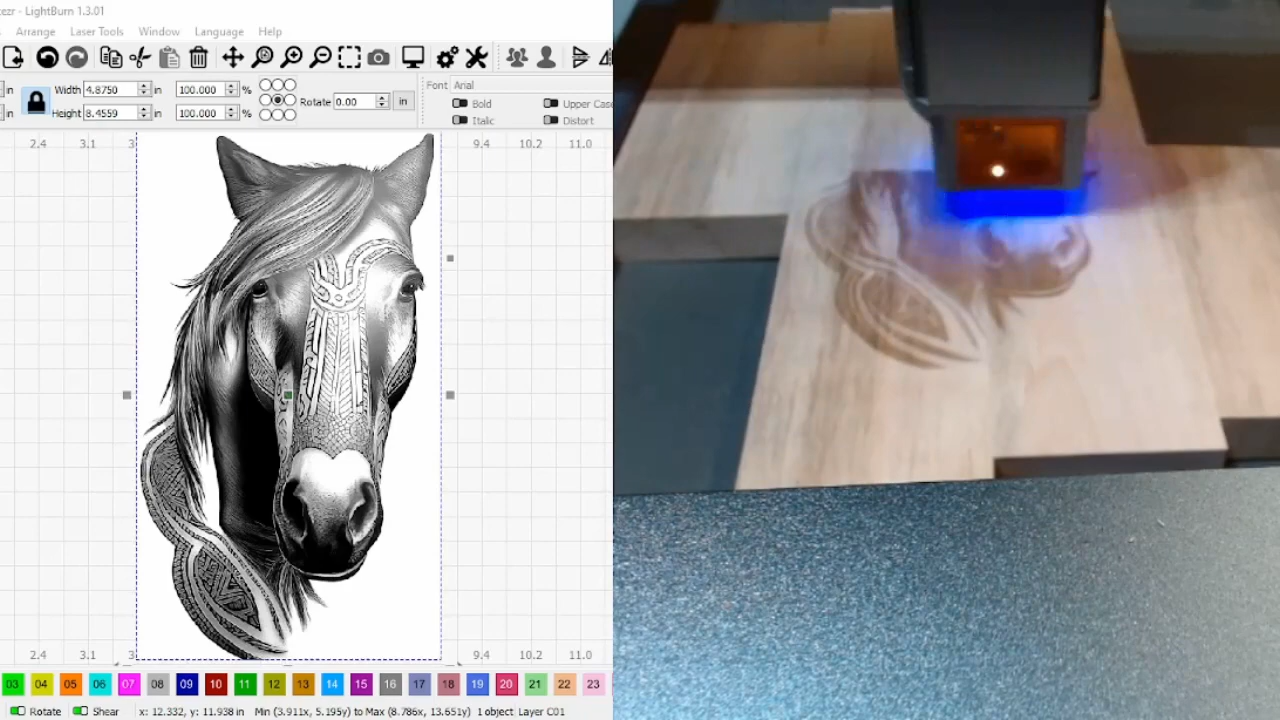 ezr - LightBurn 1.3.01
Arrange Laser Tools Window Language Help
in Width 4.8750 in 100.000 % Rotate 0.00 in Font Arial
in Height 8.4559 in 100.000 %
Bold Upper Case
Italic Distort
2.4 3.1 3 9.4 10.2 11.0
2.4 3.1 3 9.4 10.2 11.0
03 04 05 06 07 08 09 10 11 12 13 14 15 16 17 18 19 20 21 22 23
Rotate Shear x: 12.332, y: 11.938 in Min (3.911x, 5.195y) to Max (8.786x, 13.651y) 1 object Layer C01